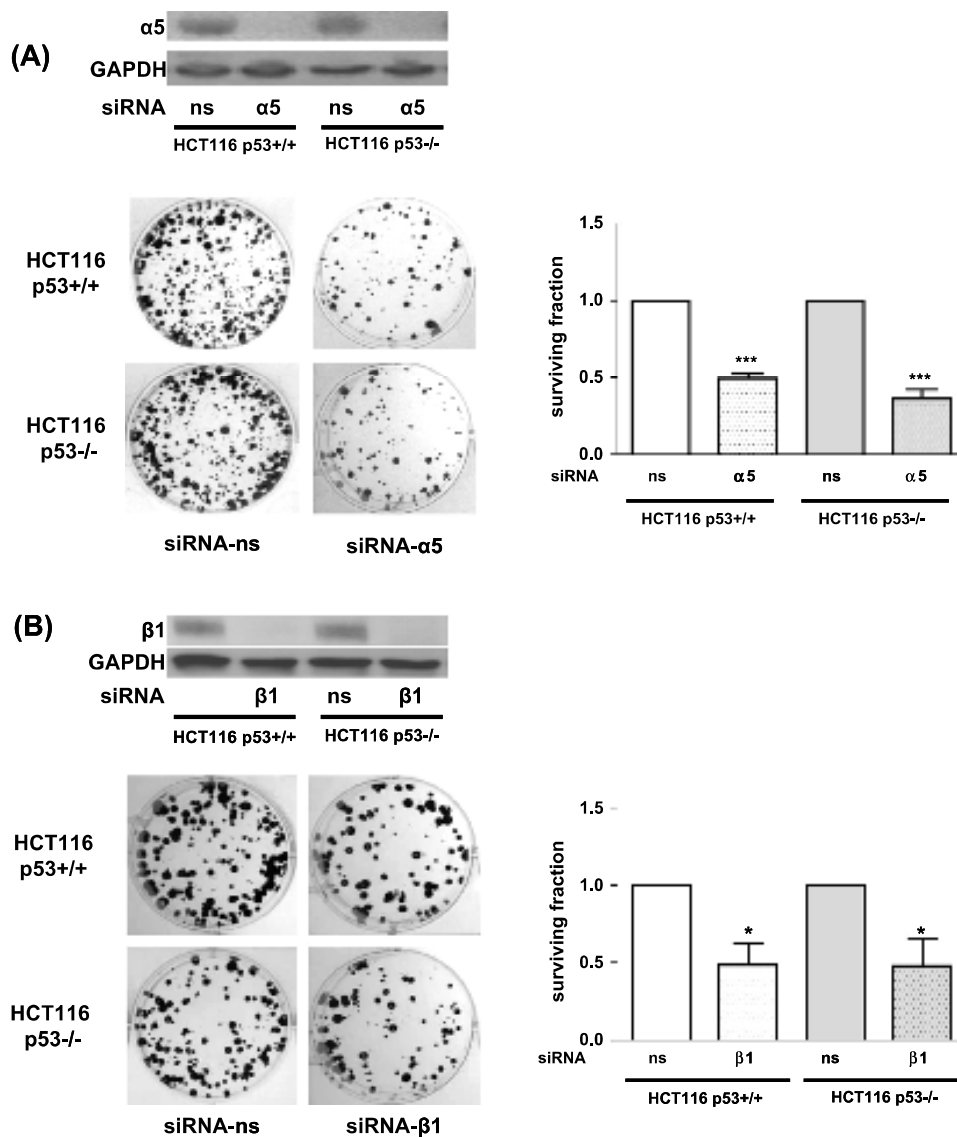 (A)
α5
GAPDH
siRNA ns α5 ns α5
HCT116 p53+/+ HCT116 p53-/-
HCT116
p53+/+
HCT116
p53-/-
siRNA-ns siRNA-α5
surviving fraction
1.5
1.0
0.5
0.0
***
***
siRNA ns α5 ns α5
HCT116 p53+/+ HCT116 p53-/-
(B)
β1
GAPDH
siRNA β1 ns β1
HCT116 p53+/+ HCT116 p53-/-
HCT116
p53+/+
HCT116
p53-/-
siRNA-ns siRNA-β1
surviving fraction
1.5
1.0
0.5
0.0
*
*
siRNA ns β1 ns β1
HCT116 p53+/+ HCT116 p53-/-